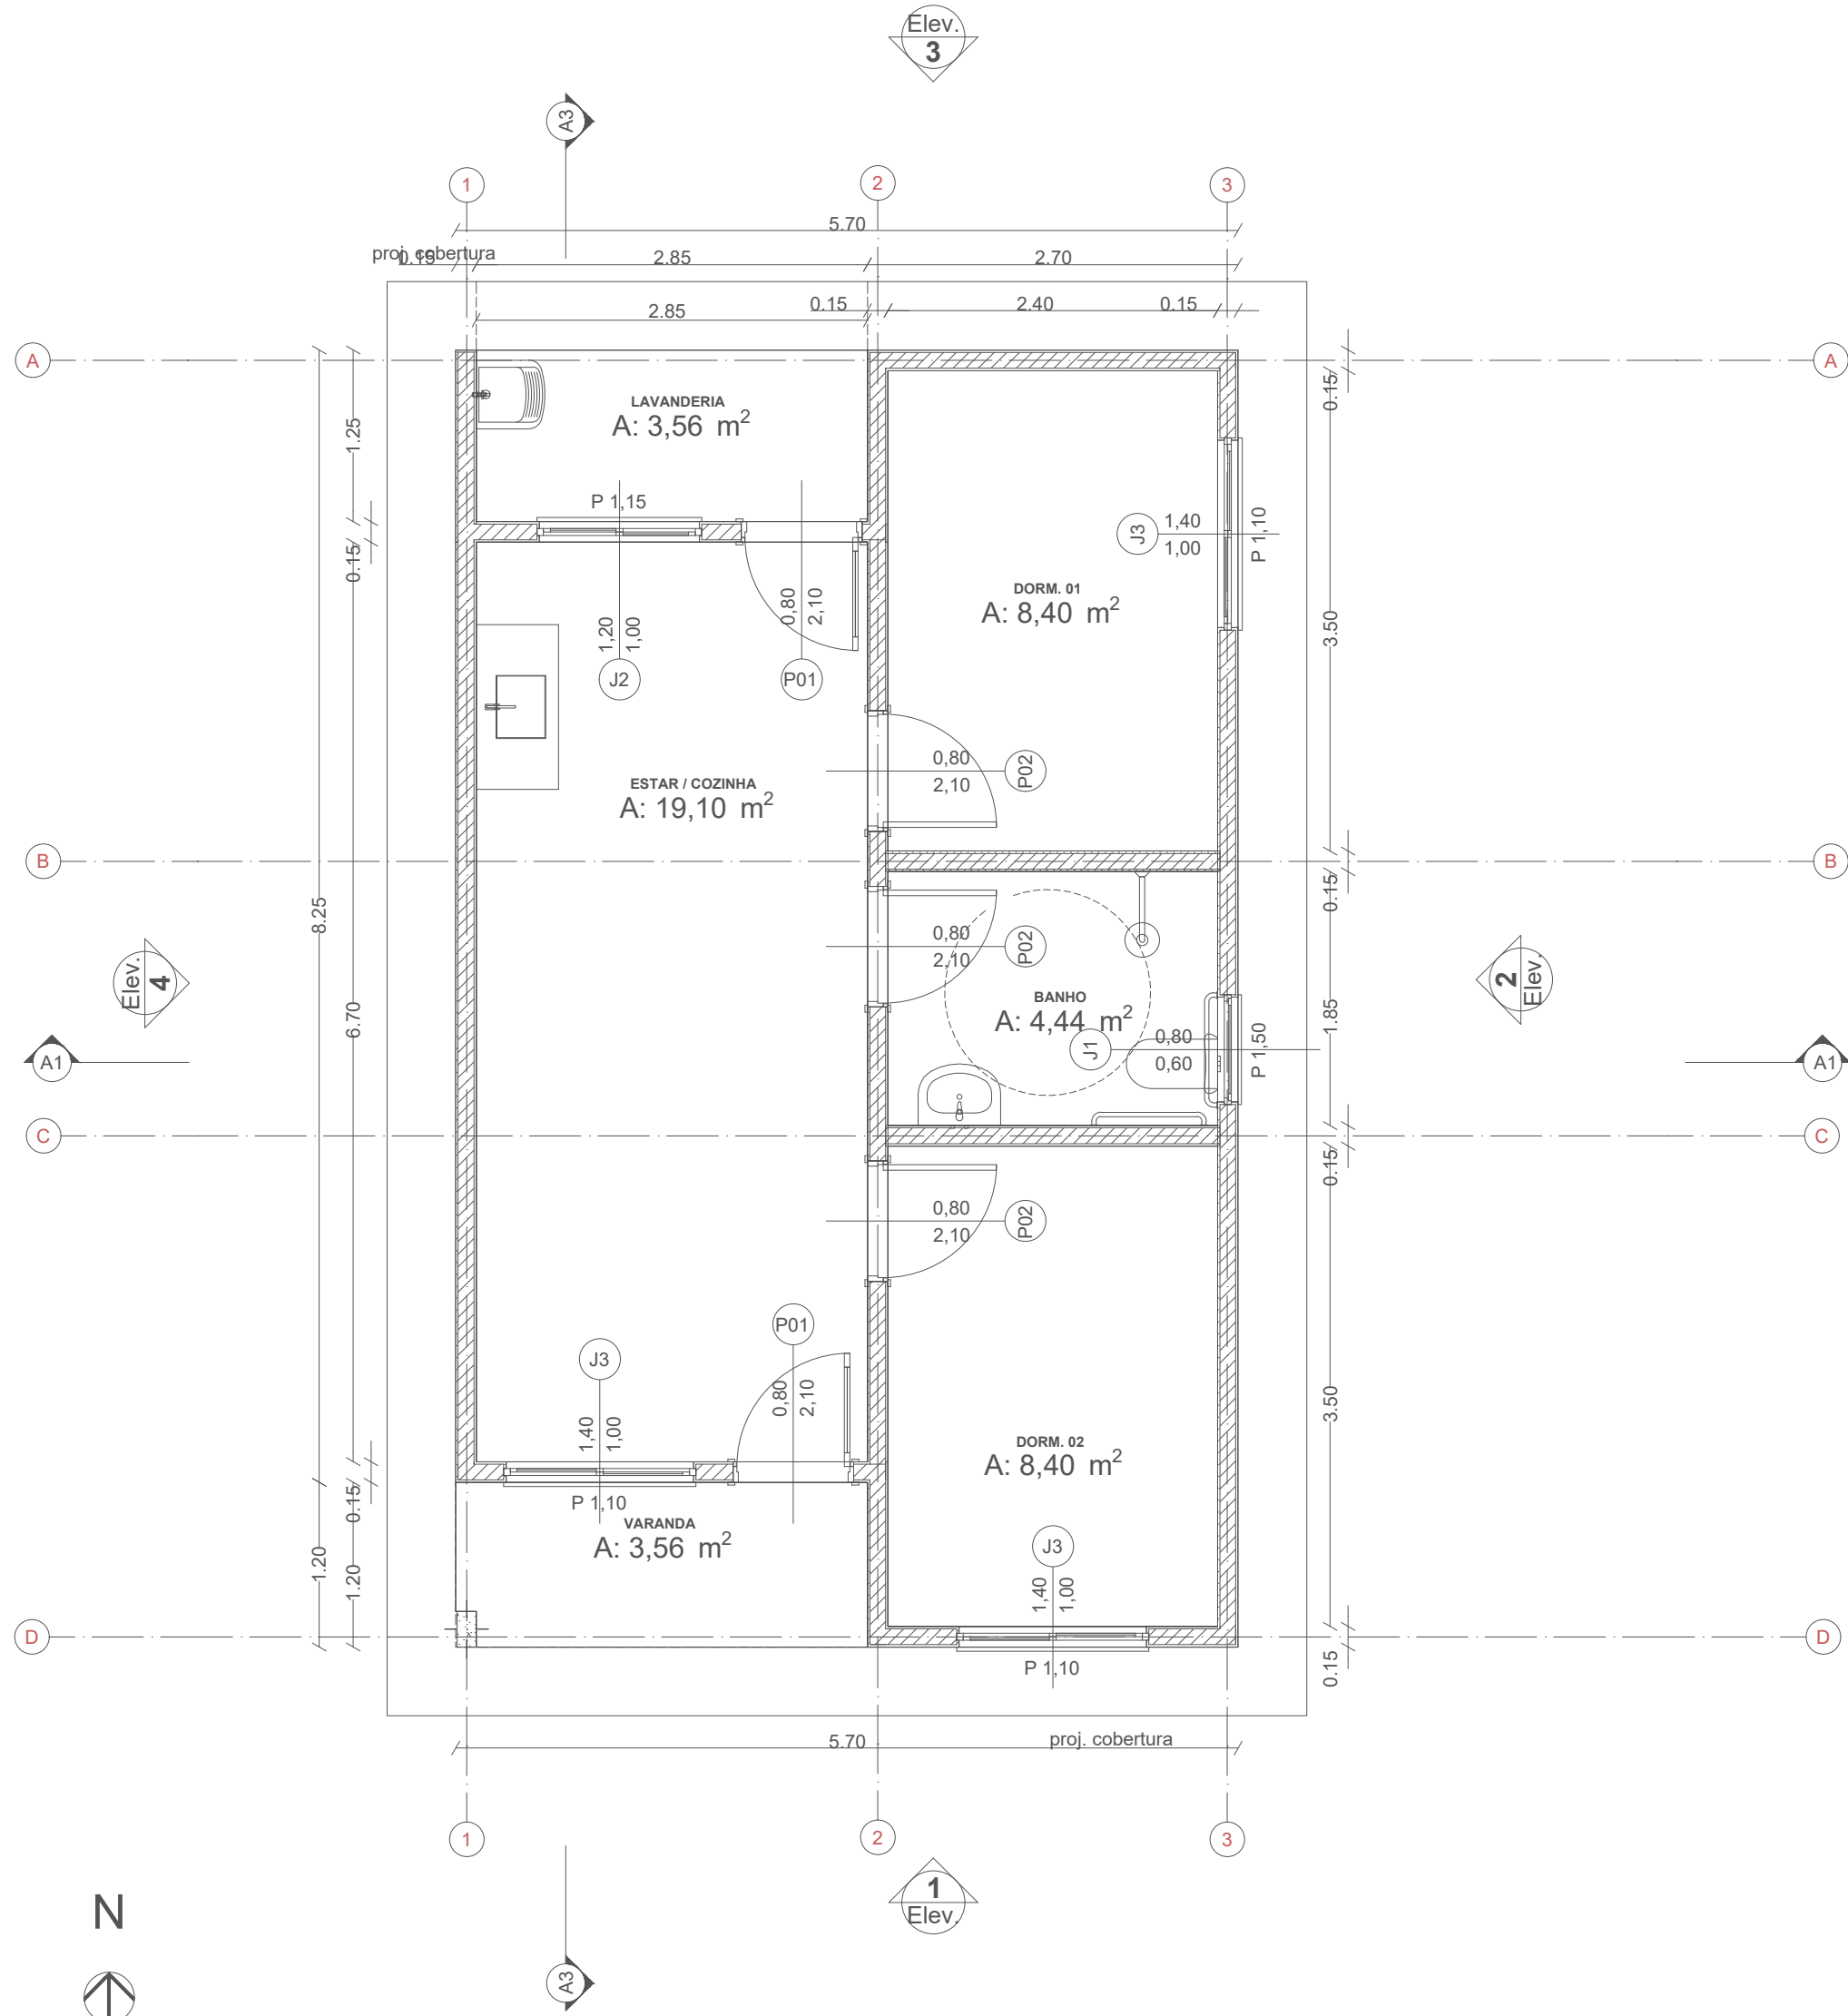 Elev.
3
A3
1
2
3
5.70
proj. cobertura
0.15
2.85
2.70
2.85
0.15
2.40
0.15
A
A
0.15
LAVANDERIA
A: 3,56 m²
1.25
P 1,15
J3
1,40
1,00
P 1,10
0.15
0,80
2,10
DORM. 01
A: 8,40 m²
1,20
1,00
3.50
J2
P01
0,80
2,10
P02
ESTAR / COZINHA
A: 19,10 m²
B
B
0.15
8.25
0,80
2,10
P02
Elev.
4
2
Elev.
BANHO
A: 4,44 m²
6.70
1.85
J1
0,80
0,60
P 1,50
A1
A1
C
C
0.15
0,80
2,10
P02
P01
J3
0,80
2,10
1,40
1,00
3.50
DORM. 02
A: 8,40 m²
0.15
P 1,10
VARANDA
A: 3,56 m²
J3
1.20
1.20
1,40
1,00
D
D
P 1,10
0.15
5.70
proj. cobertura
1
2
3
1
Elev.
N
A3